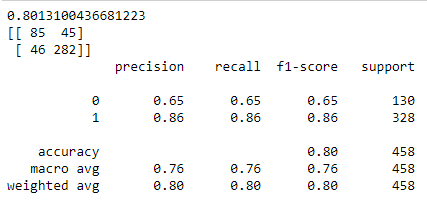 0.8013100436681223
[[ 85  45]
 [ 46 282]]
              precision    recall  f1-score   support

           0       0.65      0.65      0.65       130
           1       0.86      0.86      0.86       328

    accuracy                           0.80       458
   macro avg       0.76      0.76      0.76       458
weighted avg       0.80      0.80      0.80       458